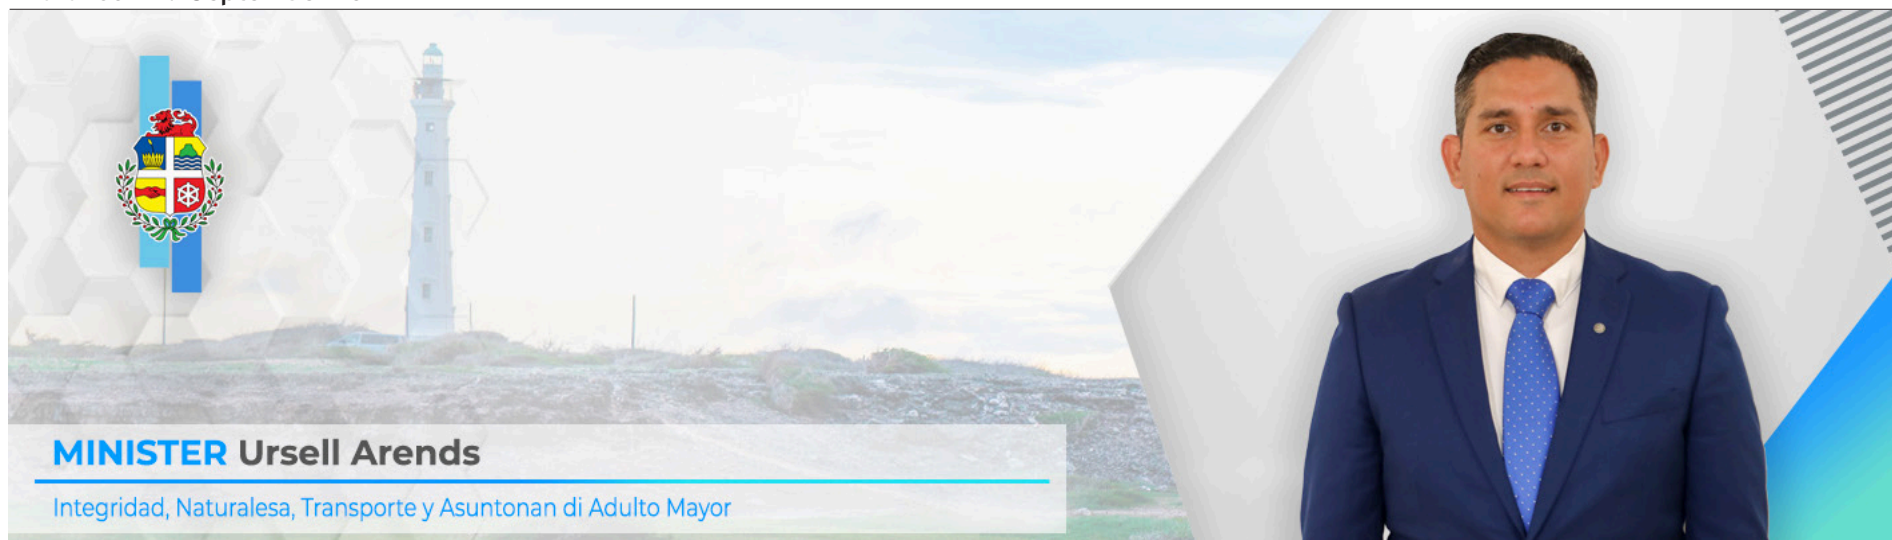 MINISTER Ursell Arends
Integridad, Naturalesa, Transporte y Asuntonan di Adulto Mayor